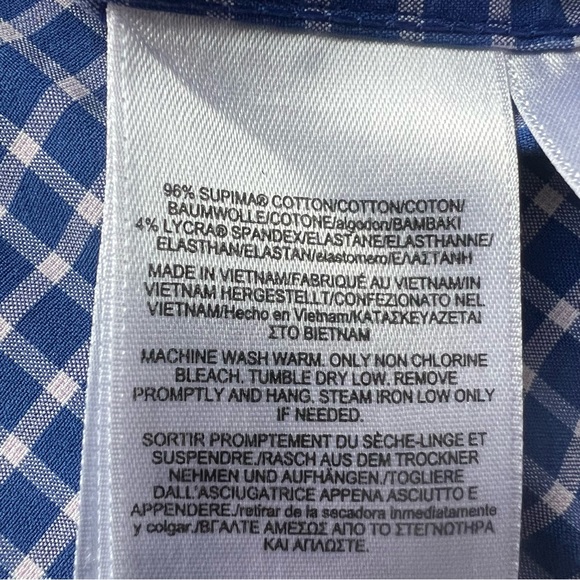 96% SUPIMA® COTTON/COTTON/COTON/
BAUMWOLLE/COTONE/algodon/BAMBAKI
4% LYCRA® SPANDEX/ELASTANE/ELASTHANNE/
ELASTHAN/ELASTAN/elastomero/ΕΛΑΣΤΑΝΗ
MADE IN VIETNAM/FABRIQUÉ AU VIETNAM/IN
VIETNAM HERGESTELLT/CONFEZIONATO NEL
VIETNAM/Hecho en Vietnam/ΚΑΤΑΣΚΕΥΑΖΕΤΑΙ
ΣΤΟ ΒΙΕΤΝΑΜ
MACHINE WASH WARM. ONLY NON CHLORINE
BLEACH. TUMBLE DRY LOW. REMOVE
PROMPTLY AND HANG. STEAM IRON LOW ONLY
IF NEEDED.
SORTIR PROMPTEMENT DU SÈCHE-LINGE ET
SUSPENDRE./RASCH AUS DEM TROCKNER
NEHMEN UND AUFHÄNGEN./TOGLIERE
DALL'ASCIUGATRICE APPENA ASCIUTTO E
APPENDERE./retirar de la secadora inmediatamente
y colgar./ΒΓΑΛΤΕ ΑΜΕΣΩΣ ΑΠΟ ΤΟ ΣΤΕΓΝΩΤΗΡΑ
ΚΑΙ ΑΠΛΩΣΤΕ.